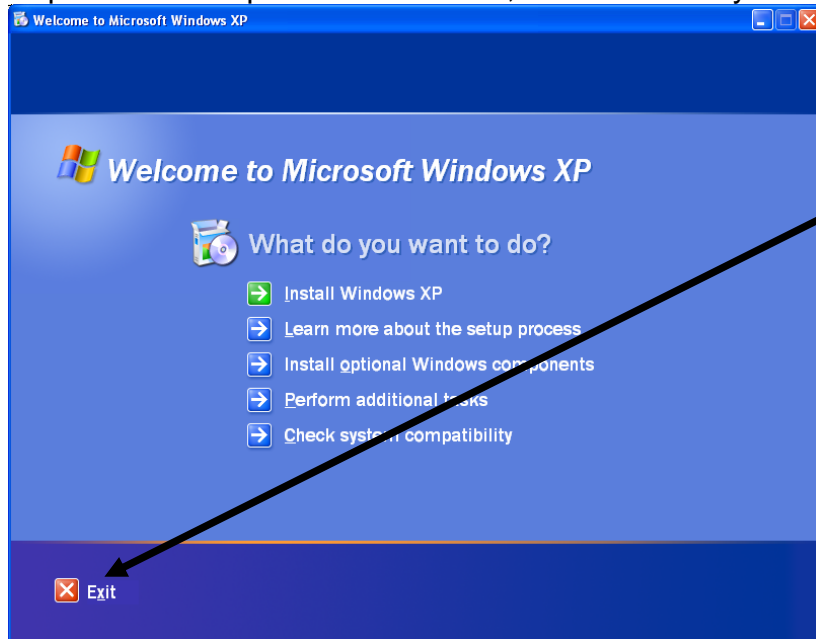 Welcome to Microsoft Windows XP
Welcome to Microsoft Windows XP
What do you want to do?
Install Windows XP
Learn more about the setup process
Install optional Windows components
Perform additional tasks
Check system compatibility
Exit